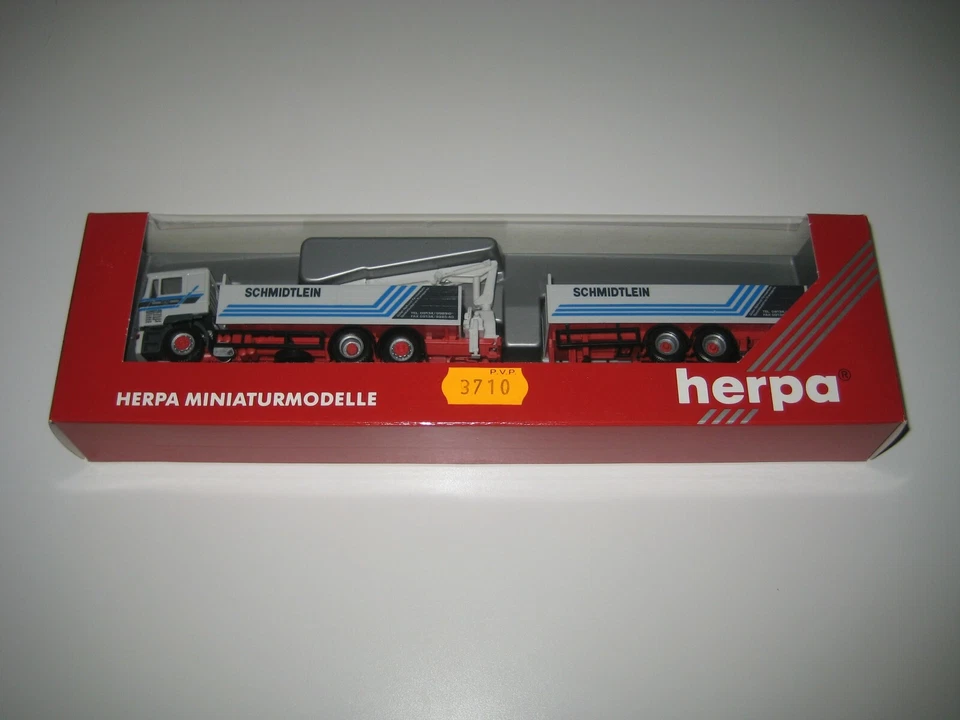 SCHMIDTLEIN
SCHMIDTLEIN
P.V.P.
3710
HERPA MINIATURMODELLE
herpa®